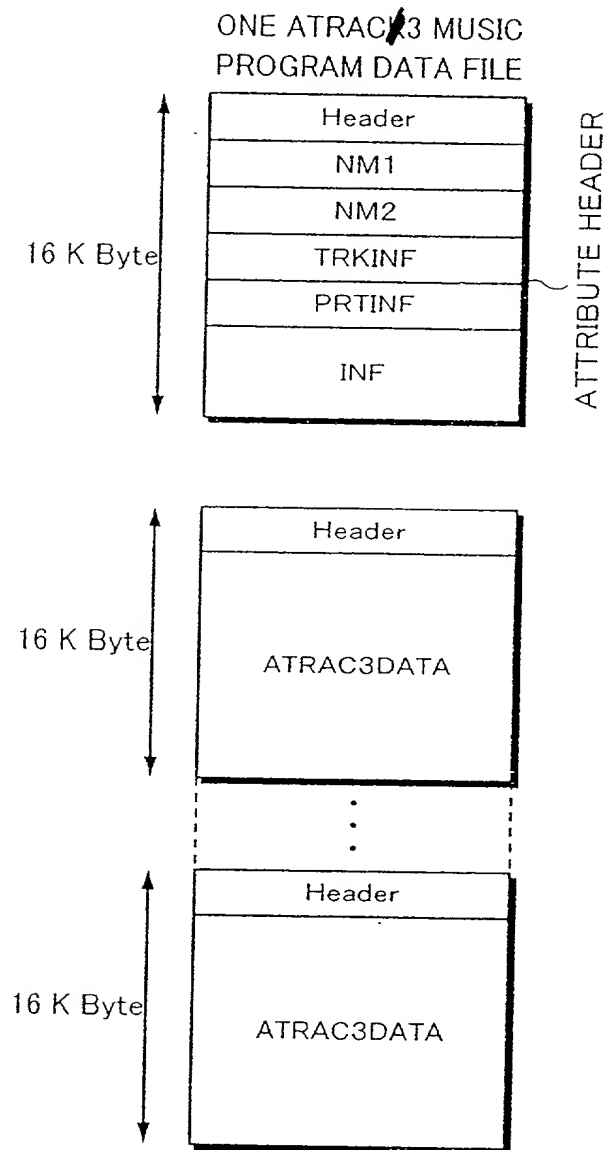 ONE ATRACK3 MUSIC
PROGRAM DATA FILE
Header
NM1
NM2
16 K Byte
TRKINF
PRTINF
INF
ATTRIBUTE HEADER
Header
16 K Byte
ATRAC3DATA
Header
16 K Byte
ATRAC3DATA